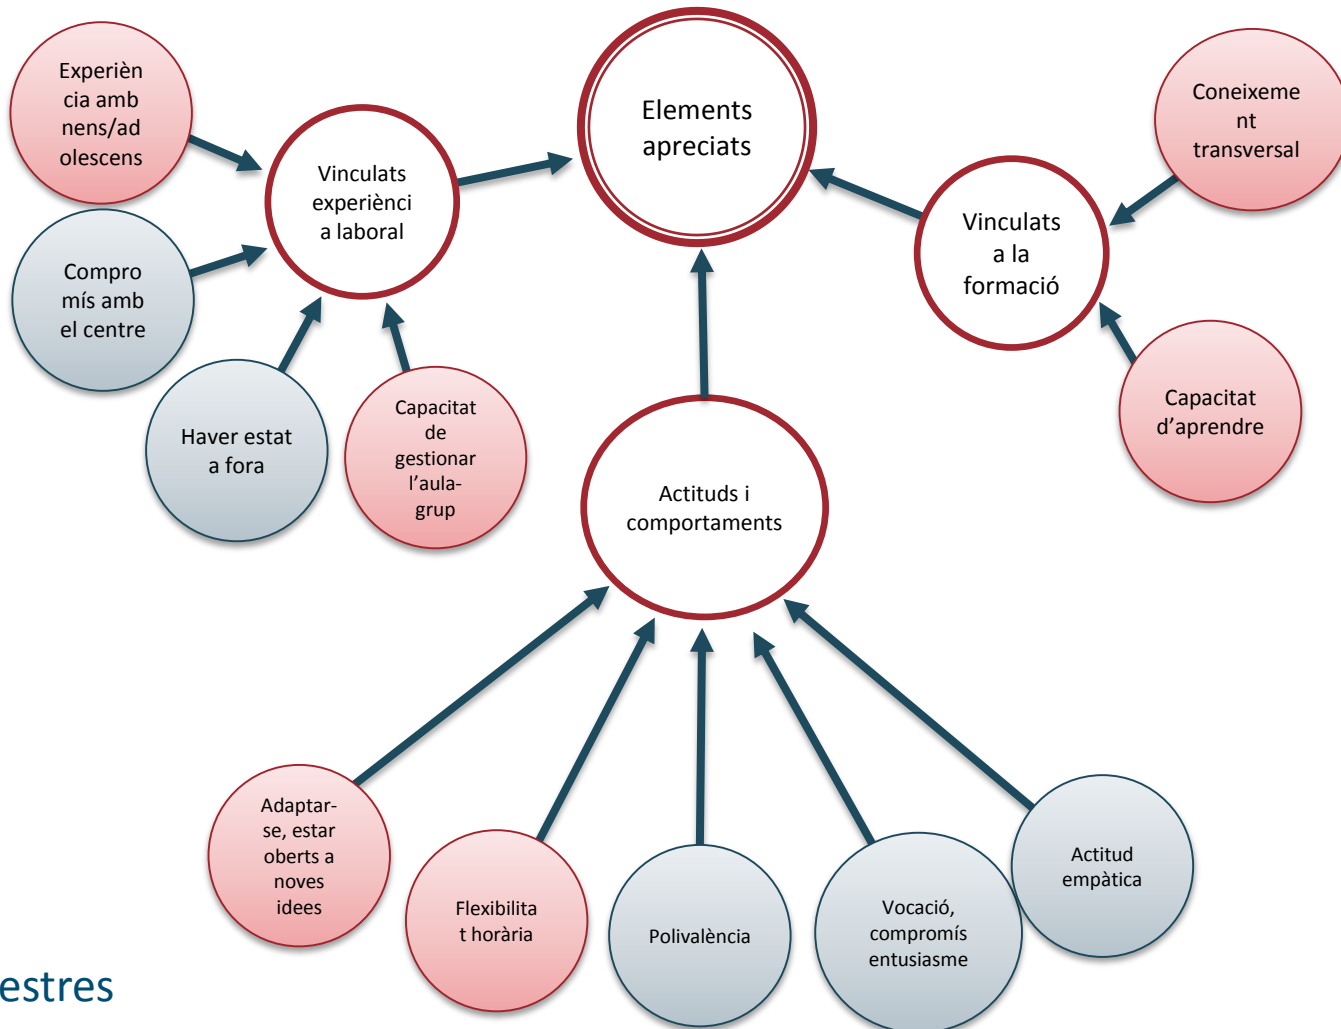 Experièn
cia amb
nens/ad
olescens
Compro
mís amb
el centre
Haver estat
a fora
Capacitat
de
gestionar
l'aula-
grup
Vinculats
experiènci
a laboral
Elements
apreciats
Vinculats
a la
formació
Coneixeme
nt
transversal
Capacitat
d'aprendre
Actituds i
comportaments
Adaptar-
se, estar
oberts a
noves
idees
Flexibilita
t horària
Polivalència
Vocació,
compromís
entusiasme
Actitud
empàtica
estres